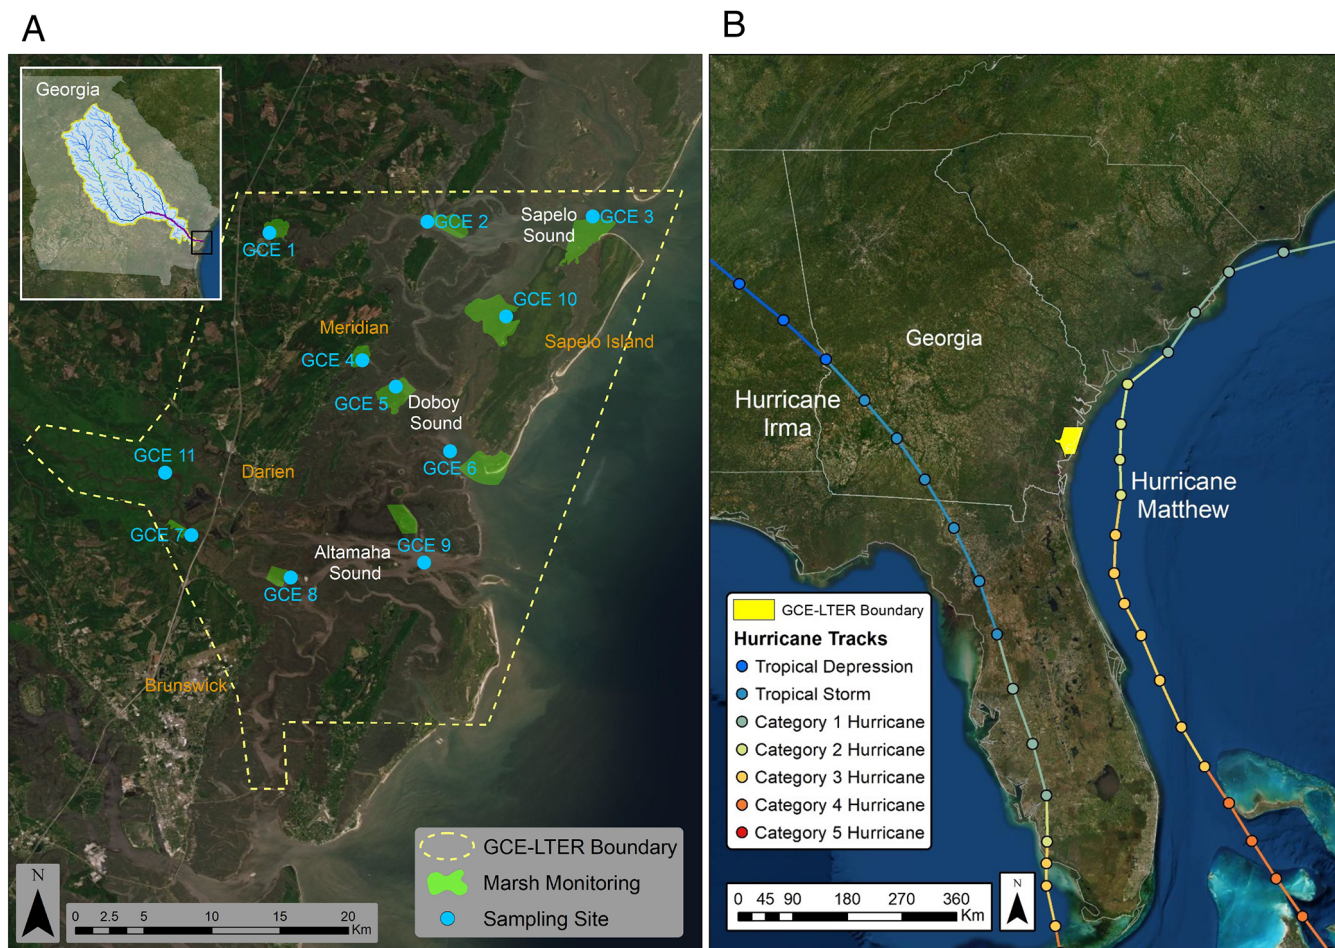 A
Georgia
GCE 1
GCE 2
Sapelo
Sound
GCE 3
GCE 10
Meridian
Sapelo Island
GCE 4
GCE 5
Doboy
Sound
GCE 6
GCE 11
Darien
GCE 7
GCE 9
Altamaha
Sound
GCE 8
Brunswick
GCE-LTER Boundary
Marsh Monitoring
Sampling Site
N
0 2.5 5 10 15 20
Km
B
Georgia
Hurricane
Irma
Hurricane
Matthew
GCE-LTER Boundary
Hurricane Tracks
Tropical Depression
Tropical Storm
Category 1 Hurricane
Category 2 Hurricane
Category 3 Hurricane
Category 4 Hurricane
Category 5 Hurricane
0 45 90 180 270 360
Km
N